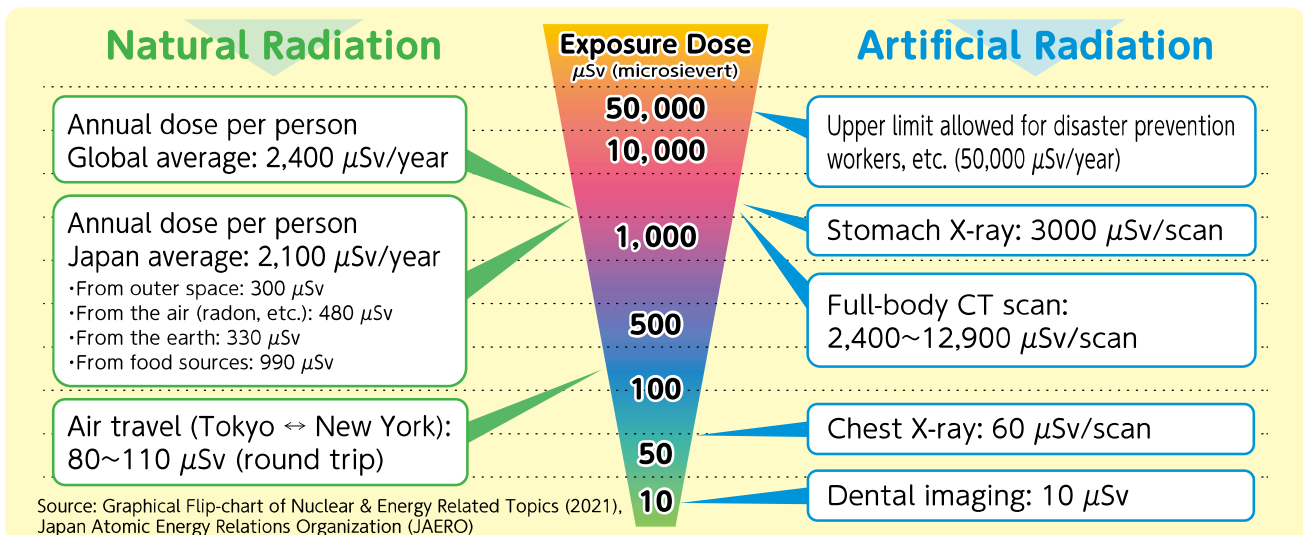 Natural Radiation
Annual dose per person
Global average: 2,400 μSv/year
Annual dose per person
Japan average: 2,100 μSv/year
・From outer space: 300 μSv
・From the air (radon, etc.): 480 μSv
・From the earth: 330 μSv
・From food sources: 990 μSv
Air travel (Tokyo ↔ New York):
80~110 μSv (round trip)
Source: Graphical Flip-chart of Nuclear & Energy Related Topics (2021),
Japan Atomic Energy Relations Organization (JAERO)
Exposure Dose
μSv (microsievert)
50,000
10,000
1,000
500
100
50
10
Artificial Radiation
Upper limit allowed for disaster prevention
workers, etc. (50,000 μSv/year)
Stomach X-ray: 3000 μSv/scan
Full-body CT scan:
2,400~12,900 μSv/scan
Chest X-ray: 60 μSv/scan
Dental imaging: 10 μSv